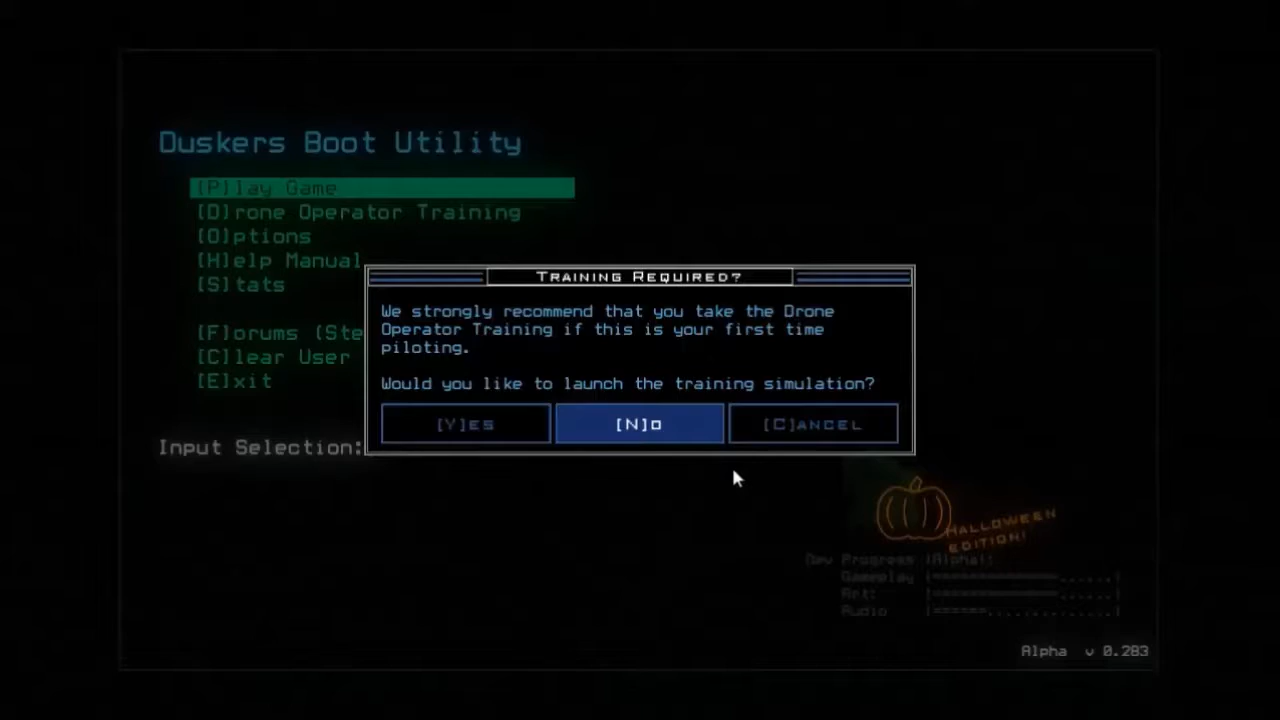 Duskers Boot Utility
[P]lay Game
[D]rone Operator Training
[O]ptions
[H]elp Manual
[S]tats
[F]orums (Ste
[C]lear User
[E]xit
Input Selection:
TRAINING REQUIRED?
We strongly recommend that you take the Drone
Operator Training if this is your first time
piloting.
Would you like to launch the training simulation?
[Y]ES
[N]O
[C]ANCEL
HALLOWEEN
EDITION!
Dev Progress (Alpha):
Gameplay
Art:
Audio
Alpha v 0.283